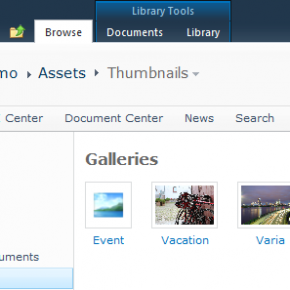 Library Tools
Browse Documents Library
mo Assets Thumbnails
Center Document Center News Search
Galleries
Event Vacation Varia
uments